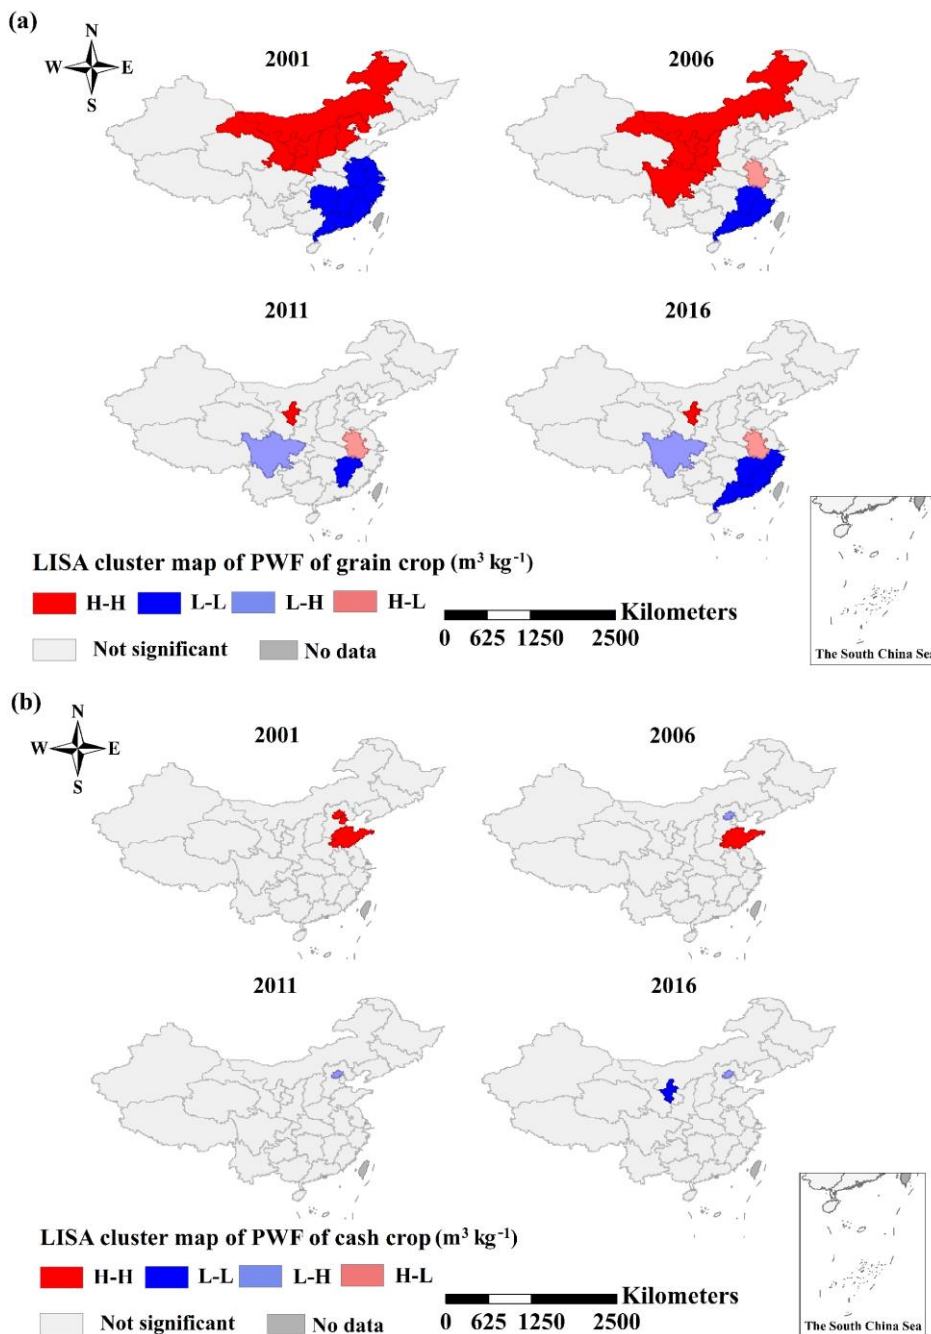 (a)
N
W E
S
2001
2006
2011
2016
LISA cluster map of PWF of grain crop (m³ kg⁻¹)
H-H L-L L-H H-L
Kilometers
0 625 1250 2500
Not significant No data
The South China Sea
(b)
N
W E
S
2001
2006
2011
2016
LISA cluster map of PWF of cash crop (m³ kg⁻¹)
H-H L-L L-H H-L
Kilometers
0 625 1250 2500
Not significant No data
The South China Sea